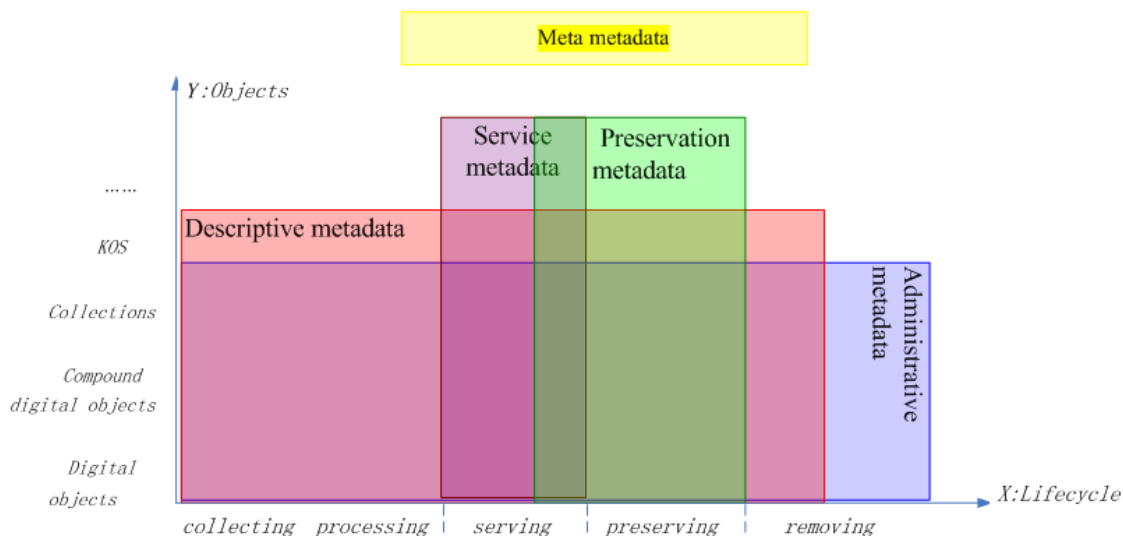 Meta metadata
Y:Objects
Service
metadata
Preservation
metadata
……
Descriptive metadata
KOS
Administrative
metadata
Collections
Compound
digital objects
Digital
objects
X:Lifecycle
collecting processing serving preserving removing